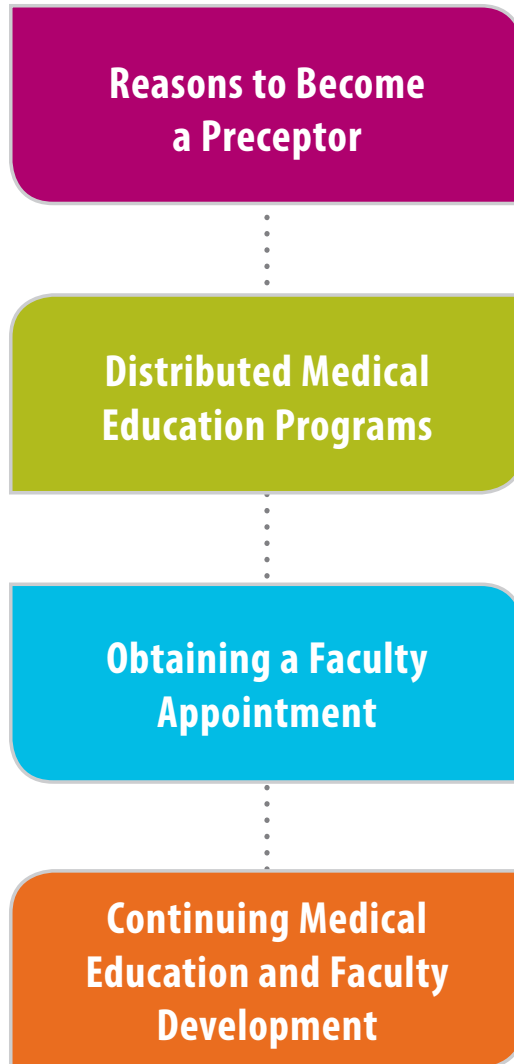 Reasons to Become
a Preceptor
Distributed Medical
Education Programs
Obtaining a Faculty
Appointment
Continuing Medical
Education and Faculty
Development